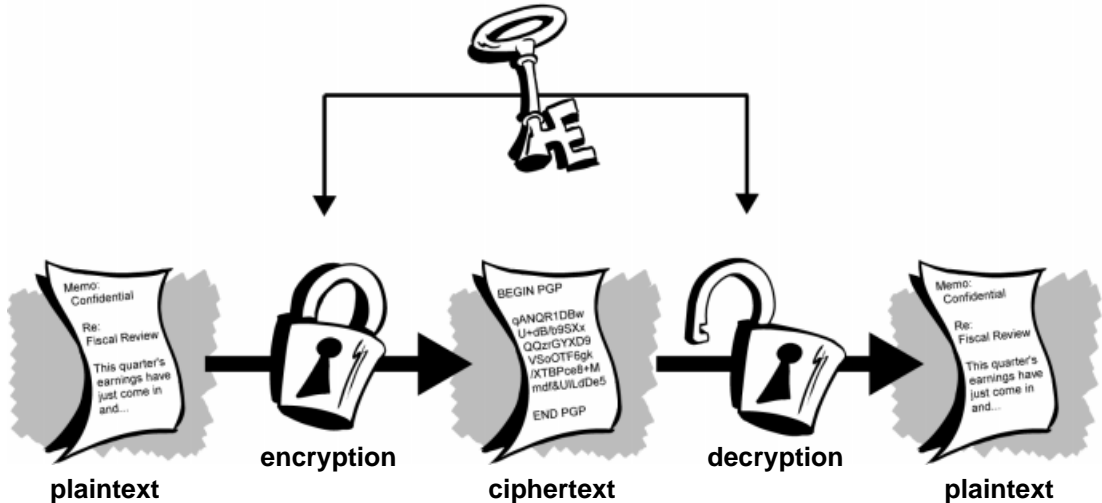 Memo:
Confidential
Re:
Fiscal Review
This quarter's
earnings have
just come in
and...
BEGIN PGP
qANQR1DBw
U+dB/b9SXx
QQzrGYXD9
VSoOTF6gk
/XTBPce8+M
mdf&UILdDe5
END PGP
Memo:
Confidential
Re:
Fiscal Review
This quarter's
earnings have
just come in
and...
encryption
decryption
plaintext
ciphertext
plaintext